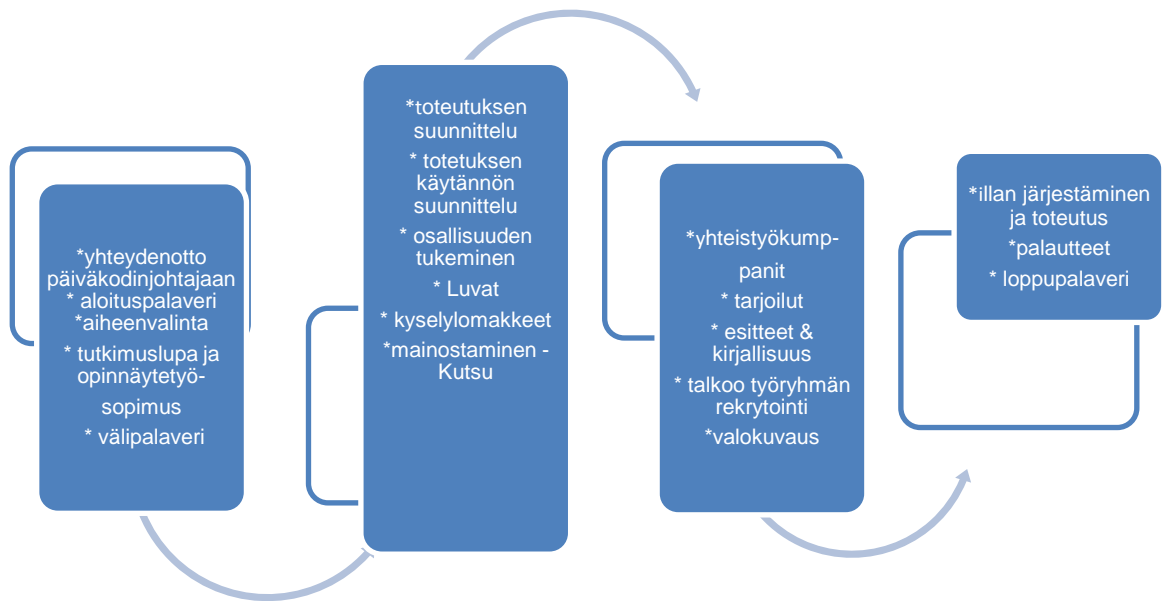 *yhteydenotto
päiväkodinjohtajaan
* aloituspalaveri
*aiheenvalinta
* tutkimuslupa ja
opinnäytetyö-
sopimus
* välipalaveri
*toteutuksen
suunnittelu
* totetuksen
käytännön
suunnittelu
* osallisuuden
tukeminen
* Luvat
* kyselylomakkeet
*mainostaminen -
Kutsu
*yhteistyökump-
panit
* tarjoilut
* esitteet &
kirjallisuus
* talkoo työryhmän
rekrytointi
*valokuvaus
*illan järjestäminen
ja toteutus
*palautteet
* loppupalaveri